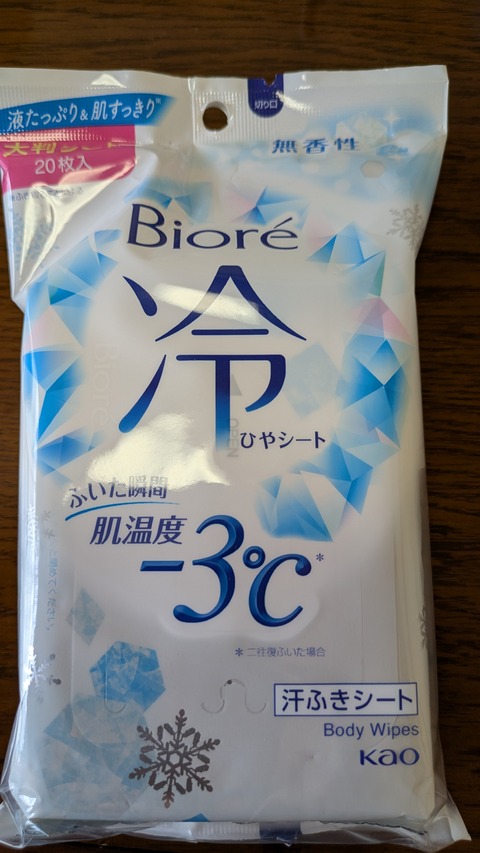 切り口
液たっぷり&肌すっきり
大判シート
20枚入
無香性
Bioré
冷
ひやシート
OPEN
ふいた瞬間
肌温度
-3℃*
*二往復ふいた場合
汗ふきシート
Body Wipes
Kao